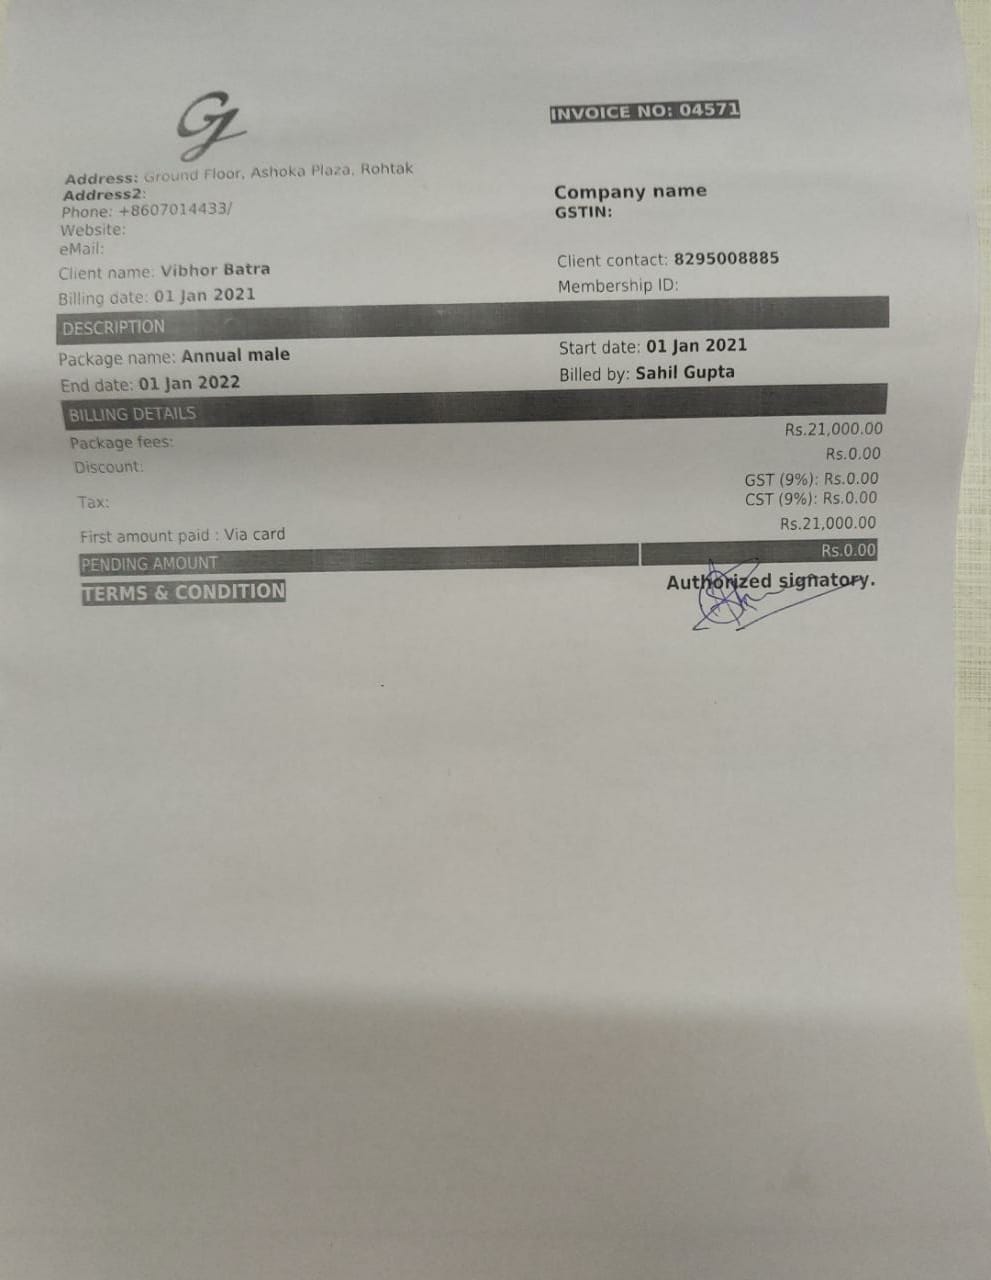 GZ
INVOICE NO: 04571
Address: Ground Floor, Ashoka Plaza, Rohtak
Address2:
Phone: +8607014433/
Website:
eMail:
Company name
GSTIN:
Client name: Vibhor Batra
Client contact: 8295008885
Billing date: 01 Jan 2021
Membership ID:
DESCRIPTION
Package name: Annual male
Start date: 01 Jan 2021
End date: 01 Jan 2022
Billed by: Sahil Gupta
BILLING DETAILS
Package fees:
Rs.21,000.00
Discount:
Rs.0.00
Tax:
GST (9%): Rs.0.00
CST (9%): Rs.0.00
First amount paid : Via card
Rs.21,000.00
PENDING AMOUNT
Rs.0.00
TERMS & CONDITION
Authorized signatory.